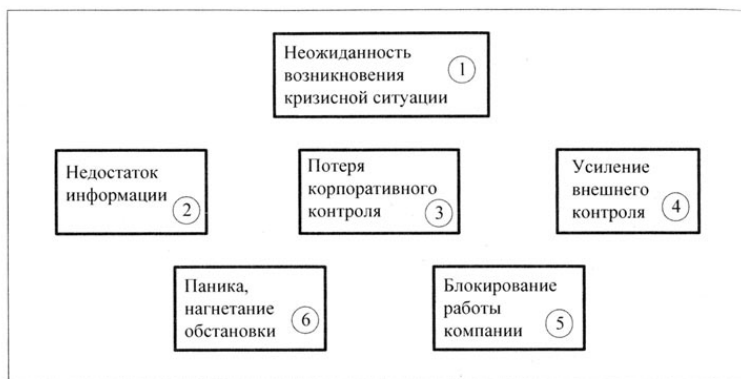 Неожиданность
возникновения
кризисной ситуации
1
Недостаток
информации
2
Потеря
корпоративного
контроля
3
Усиление
внешнего
контроля
4
Паника,
нагнетание
обстановки
6
Блокирование
работы
компании
5